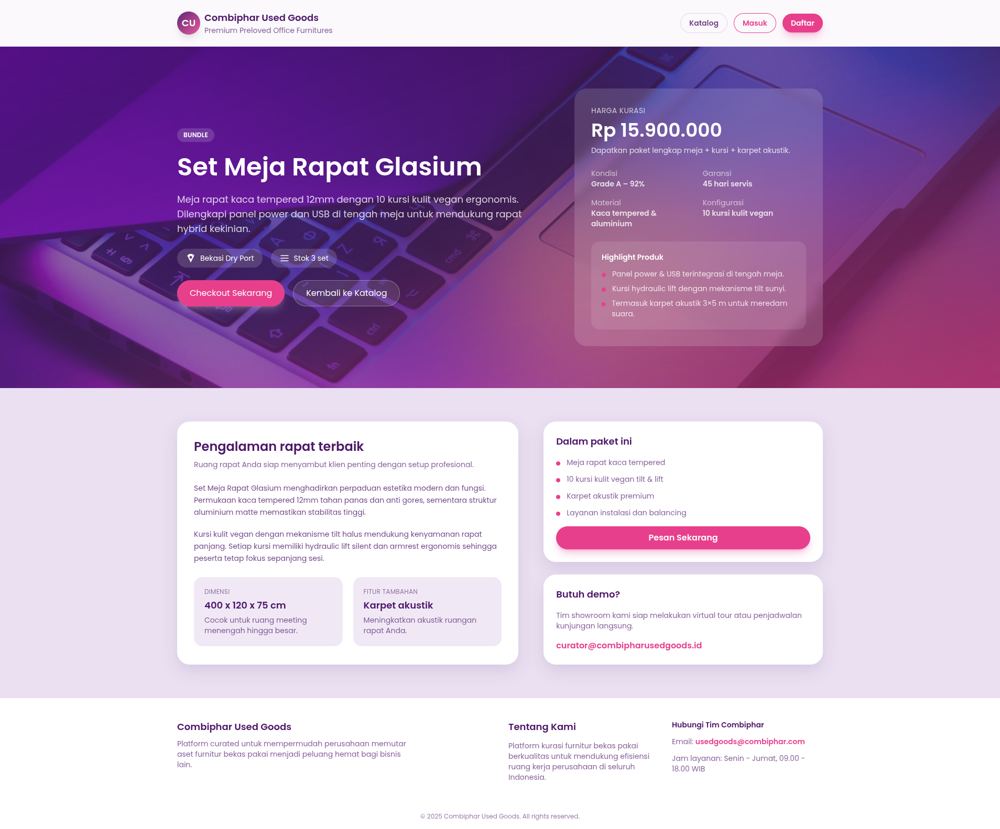 CU
Combiphar Used Goods
Premium Preloved Office Furnitures
Katalog
Masuk
Daftar
BUNDLE
Set Meja Rapat Glasium
Meja rapat kaca tempered 12mm dengan 10 kursi kulit vegan ergonomis.
Dilengkapi panel power dan USB di tengah meja untuk mendukung rapat
hybrid kekinian.
Bekasi Dry Port
Stok 3 set
Checkout Sekarang
Kembali ke Katalog
HARGA KURASI
Rp 15.900.000
Dapatkan paket lengkap meja + kursi + karpet akustik.
Kondisi
Grade A – 92%
Garansi
45 hari servis
Material
Kaca tempered &
aluminium
Konfigurasi
10 kursi kulit vegan
Highlight Produk
Panel power & USB terintegrasi di tengah meja.
Kursi hydraulic lift dengan mekanisme tilt sunyi.
Termasuk karpet akustik 3×5 m untuk meredam
suara.
cmd
ctrl
fn
Pengalaman rapat terbaik
Ruang rapat Anda siap menyambut klien penting dengan setup profesional.
Set Meja Rapat Glasium menghadirkan perpaduan estetika modern dan fungsi.
Permukaan kaca tempered 12mm tahan panas dan anti gores, sementara struktur
aluminium matte memastikan stabilitas tinggi.
Kursi kulit vegan dengan mekanisme tilt halus mendukung kenyamanan rapat
panjang. Setiap kursi memiliki hydraulic lift silent dan armrest ergonomis sehingga
peserta tetap fokus sepanjang sesi.
DIMENSI
400 x 120 x 75 cm
Cocok untuk ruang meeting
menengah hingga besar.
FITUR TAMBAHAN
Karpet akustik
Meningkatkan akustik ruangan
rapat Anda.
Dalam paket ini
Meja rapat kaca tempered
10 kursi kulit vegan tilt & lift
Karpet akustik premium
Layanan instalasi dan balancing
Pesan Sekarang
Butuh demo?
Tim showroom kami siap melakukan virtual tour atau penjadwalan
kunjungan langsung.
curator@combipharusedgoods.id
Combiphar Used Goods
Platform curated untuk mempermudah perusahaan memutar
aset furnitur bekas pakai menjadi peluang hemat bagi bisnis
lain.
Tentang Kami
Platform kurasi furnitur bekas pakai
berkualitas untuk mendukung efisiensi
ruang kerja perusahaan di seluruh
Indonesia.
Hubungi Tim Combiphar
Email: usedgoods@combiphar.com
Jam layanan: Senin - Jumat, 09.00 -
18.00 WIB
© 2025 Combiphar Used Goods. All rights reserved.